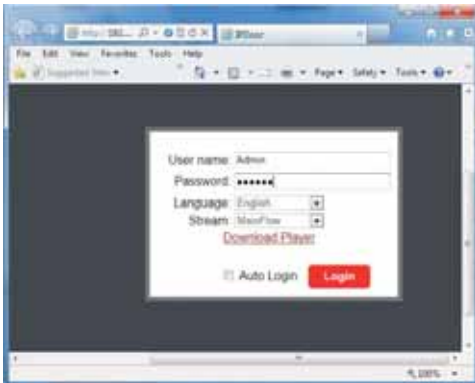 File Edit View Favorites Tools Help
Page Safety Tools
User name: Admin
Password: ••••••
Language: English
Stream: MainFlow
Download Player
Auto Login Login
100%